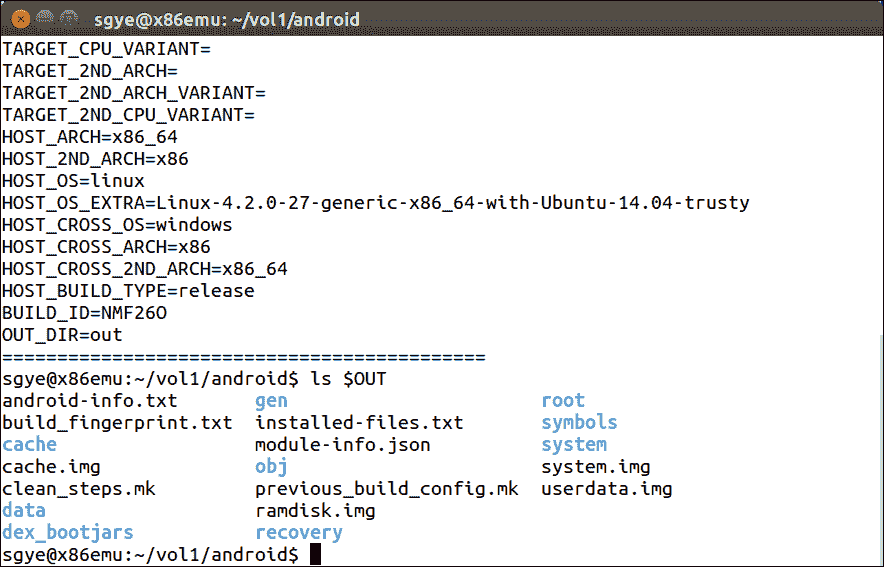 sgye@x86emu: ~/vol1/android
TARGET_CPU_VARIANT=
TARGET_2ND_ARCH=
TARGET_2ND_ARCH_VARIANT=
TARGET_2ND_CPU_VARIANT=
HOST_ARCH=x86_64
HOST_2ND_ARCH=x86
HOST_OS=linux
HOST_OS_EXTRA=Linux-4.2.0-27-generic-x86_64-with-Ubuntu-14.04-trusty
HOST_CROSS_OS=windows
HOST_CROSS_ARCH=x86
HOST_CROSS_2ND_ARCH=x86_64
HOST_BUILD_TYPE=release
BUILD_ID=NMF26O
OUT_DIR=out
============================================
sgye@x86emu:~/vol1/android$ ls $OUT
android-info.txt gen root
build_fingerprint.txt installed-files.txt symbols
cache module-info.json system
cache.img obj system.img
clean_steps.mk previous_build_config.mk userdata.img
data ramdisk.img
dex_bootjars recovery
sgye@x86emu:~/vol1/android$